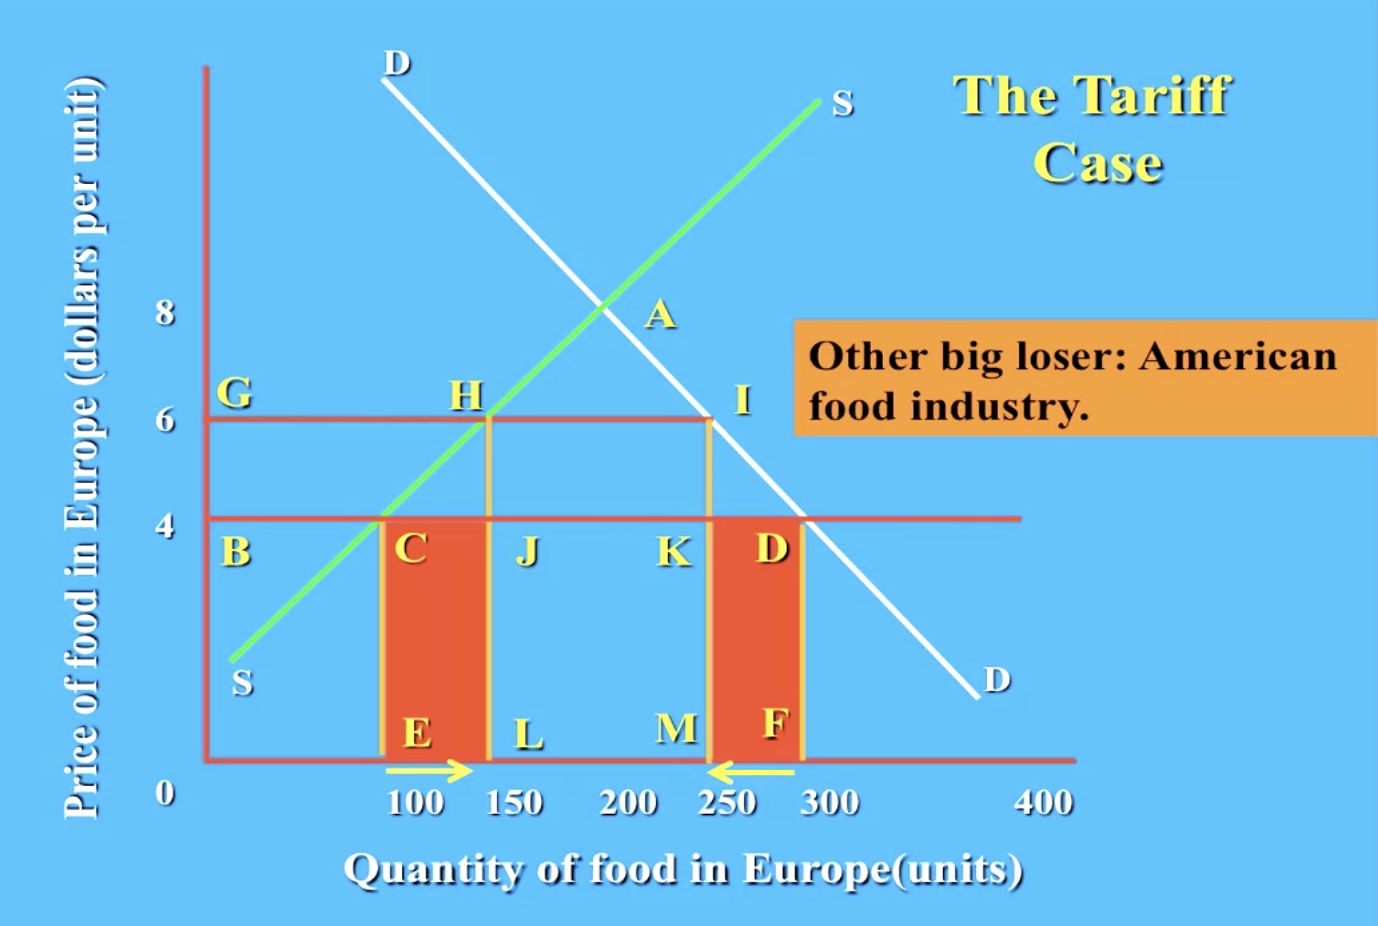 D
S
The Tariff
Case
Price of food in Europe (dollars per unit)
8
A
Other big loser: American
food industry.
G
H
I
6
4
B
C
J
K
D
S
D
E
L
M
F
0
100 150 200 250 300 400
Quantity of food in Europe(units)